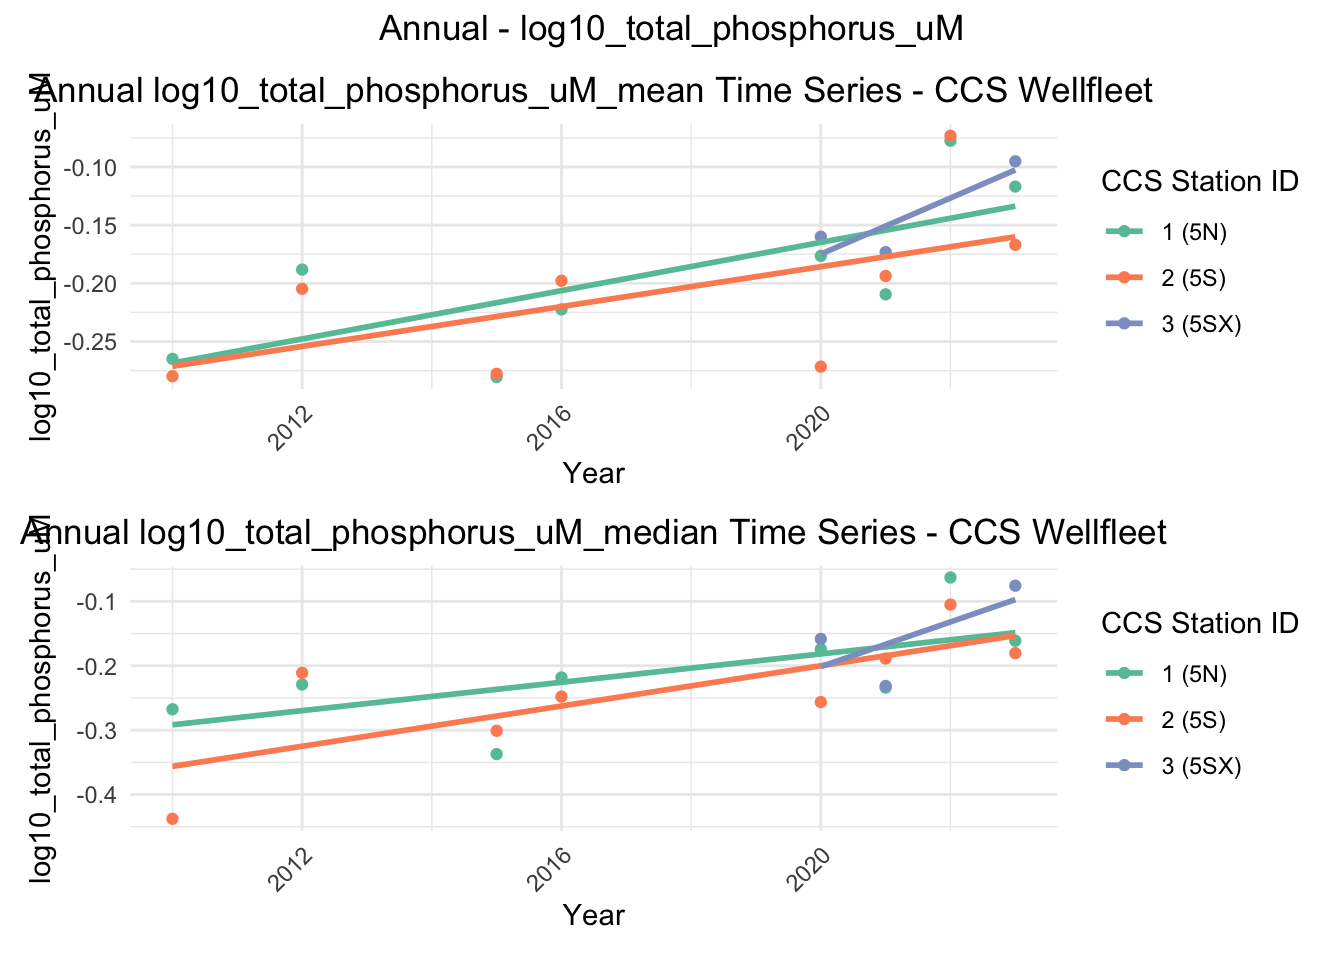 Annual - log10_total_phosphorus_uM
Annual log10_total_phosphorus_uM_mean Time Series - CCS Wellfleet
log10_total_phosphorus_uM
-0.10
-0.15
-0.20
-0.25
2012
2016
2020
Year
CCS Station ID
1 (5N)
2 (5S)
3 (5SX)
Annual log10_total_phosphorus_uM_median Time Series - CCS Wellfleet
log10_total_phosphorus_uM
-0.1
-0.2
-0.3
-0.4
2012
2016
2020
Year
CCS Station ID
1 (5N)
2 (5S)
3 (5SX)